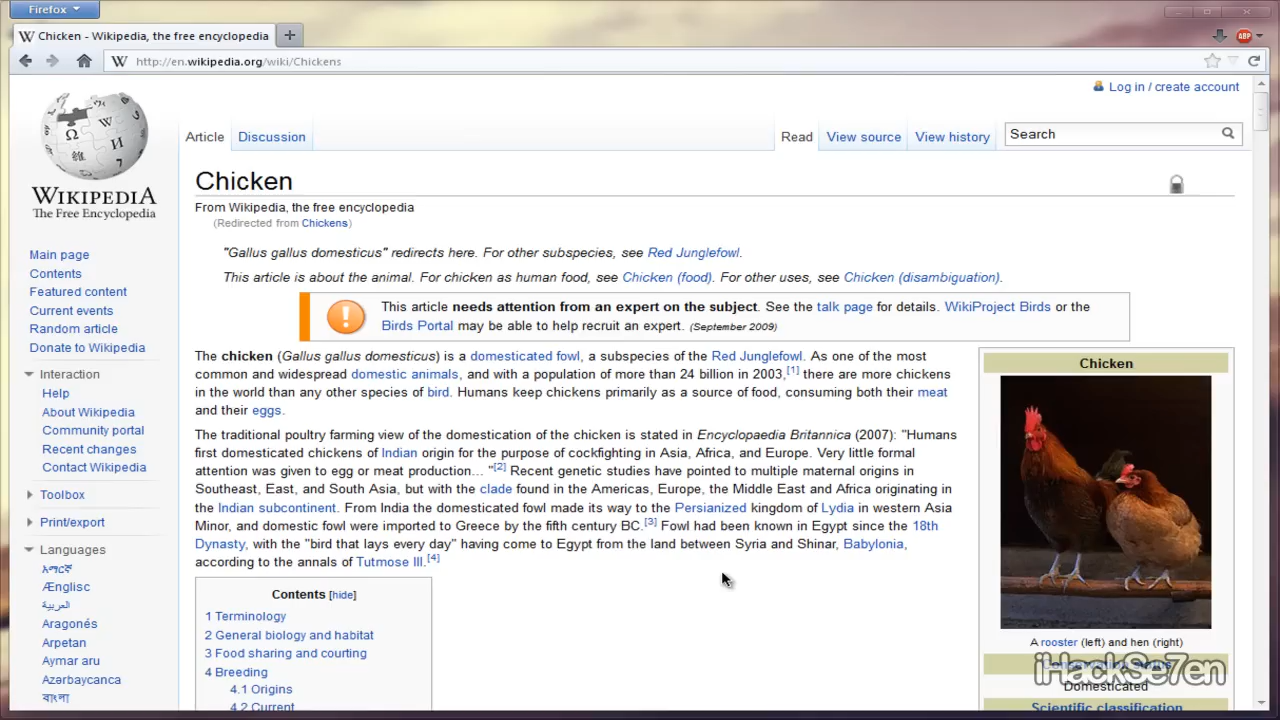 Firefox
Chicken - Wikipedia, the free encyclopedia
http://en.wikipedia.org/wiki/Chickens
ABP
Log in / create account
WIKIPEDIA
The Free Encyclopedia
Article
Discussion
Read
View source
View history
Search
Chicken
From Wikipedia, the free encyclopedia
(Redirected from Chickens)
"Gallus gallus domesticus" redirects here. For other subspecies, see Red Junglefowl.
This article is about the animal. For chicken as human food, see Chicken (food). For other uses, see Chicken (disambiguation).
This article needs attention from an expert on the subject. See the talk page for details. WikiProject Birds or the
Birds Portal may be able to help recruit an expert. (September 2009)
The chicken (Gallus gallus domesticus) is a domesticated fowl, a subspecies of the Red Junglefowl. As one of the most
common and widespread domestic animals, and with a population of more than 24 billion in 2003,[1] there are more chickens
in the world than any other species of bird. Humans keep chickens primarily as a source of food, consuming both their meat
and their eggs.
The traditional poultry farming view of the domestication of the chicken is stated in Encyclopaedia Britannica (2007): "Humans
first domesticated chickens of Indian origin for the purpose of cockfighting in Asia, Africa, and Europe. Very little formal
attention was given to egg or meat production... "[2] Recent genetic studies have pointed to multiple maternal origins in
Southeast, East, and South Asia, but with the clade found in the Americas, Europe, the Middle East and Africa originating in
the Indian subcontinent. From India the domesticated fowl made its way to the Persianized kingdom of Lydia in western Asia
Minor, and domestic fowl were imported to Greece by the fifth century BC.[3] Fowl had been known in Egypt since the 18th
Dynasty, with the "bird that lays every day" having come to Egypt from the land between Syria and Shinar, Babylonia,
according to the annals of Tutmose III.[4]
Contents [hide]
1 Terminology
2 General biology and habitat
3 Food sharing and courting
4 Breeding
4.1 Origins
4.2 Current
Chicken
A rooster (left) and hen (right)
Conservation status
Domesticated
Scientific classification
iHackSe7en
Main page
Contents
Featured content
Current events
Random article
Donate to Wikipedia
Interaction
Help
About Wikipedia
Community portal
Recent changes
Contact Wikipedia
Toolbox
Print/export
Languages
አማርኛ
Ænglisc
العربية
Aragonés
Arpetan
Aymar aru
Azərbaycanca
বাংলা